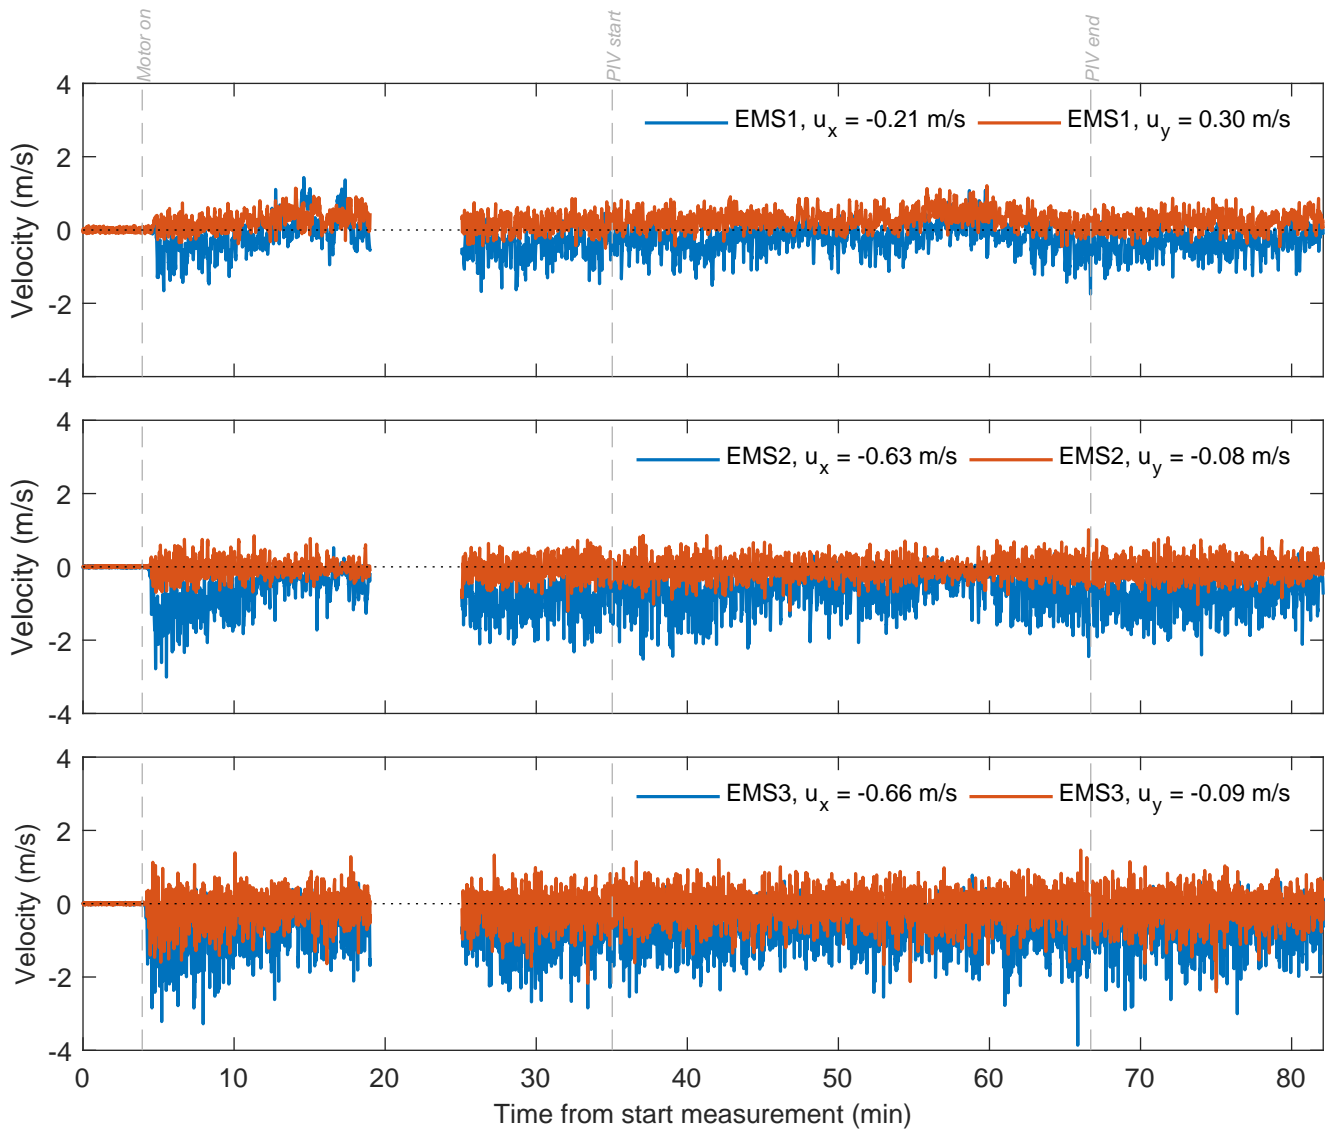 Motor on
PIV start
PIV end
4
2
0
-2
-4
Velocity (m/s)
EMS1, u_x = -0.21 m/s
EMS1, u_y = 0.30 m/s
4
2
0
-2
-4
Velocity (m/s)
EMS2, u_x = -0.63 m/s
EMS2, u_y = -0.08 m/s
4
2
0
-2
-4
Velocity (m/s)
EMS3, u_x = -0.66 m/s
EMS3, u_y = -0.09 m/s
0 10 20 30 40 50 60 70 80
Time from start measurement (min)